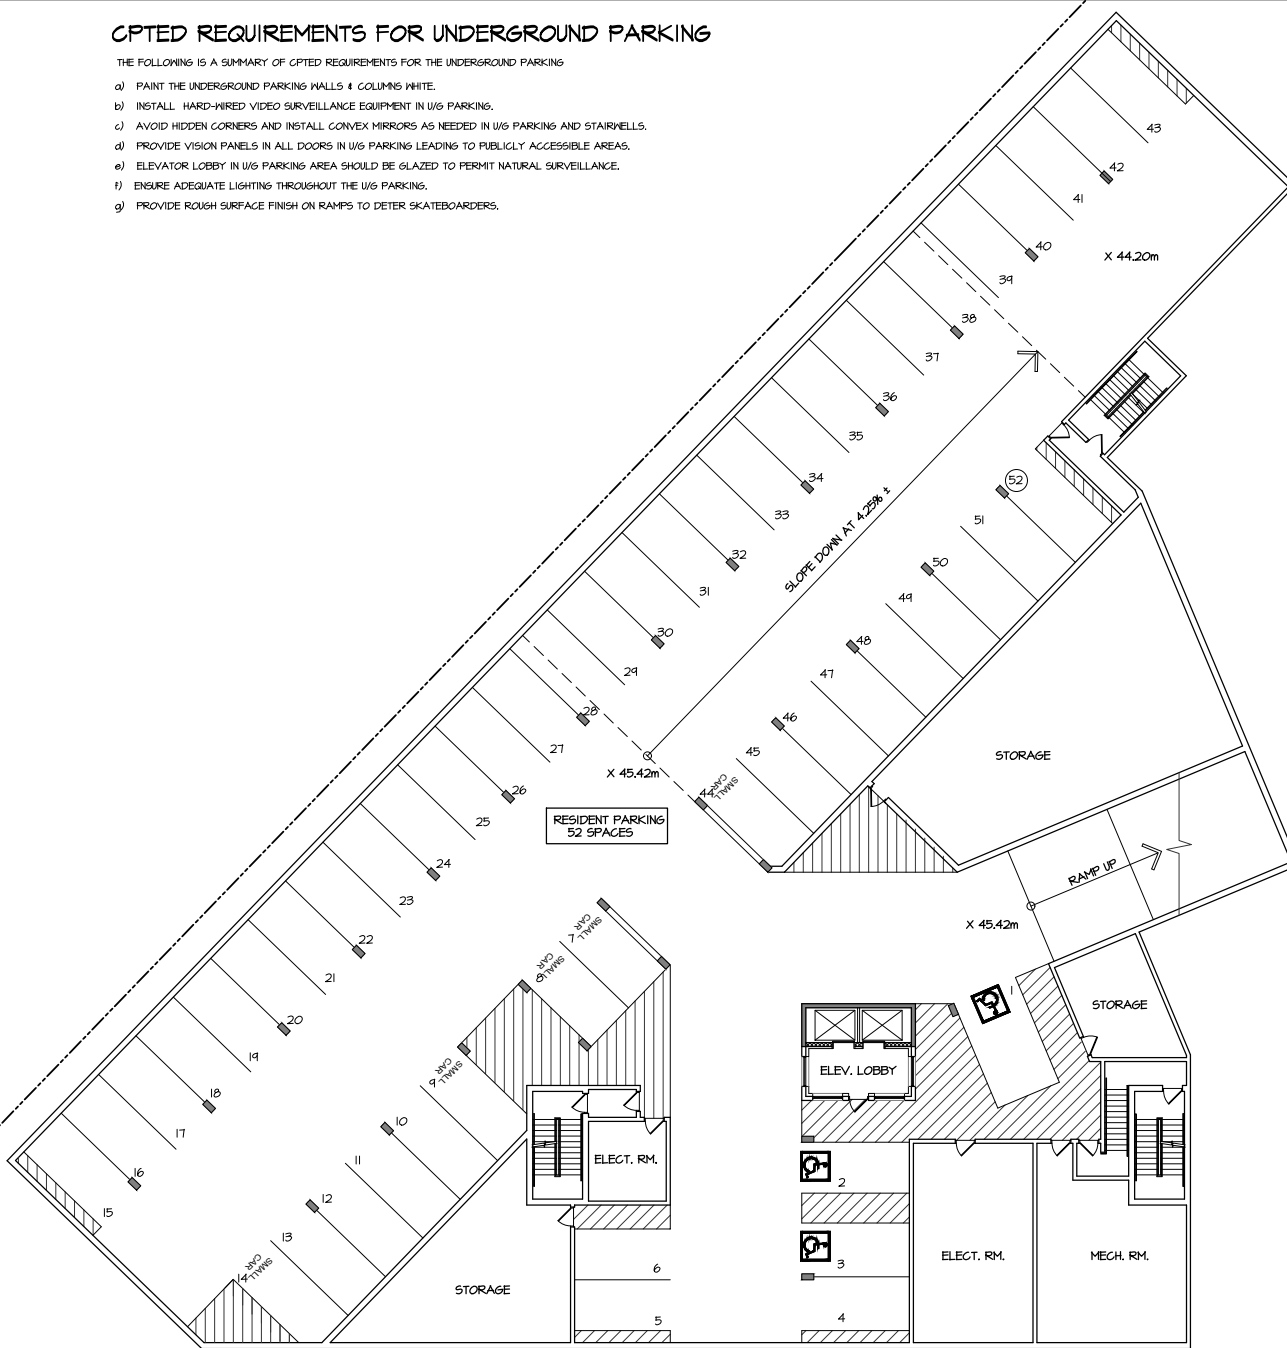 CPTED REQUIREMENTS FOR UNDERGROUND PARKING
THE FOLLOWING IS A SUMMARY OF CPTED REQUIREMENTS FOR THE UNDERGROUND PARKING
a) PAINT THE UNDERGROUND PARKING WALLS & COLUMNS WHITE.
b) INSTALL HARD-WIRED VIDEO SURVEILLANCE EQUIPMENT IN U/G PARKING.
c) AVOID HIDDEN CORNERS AND INSTALL CONVEX MIRRORS AS NEEDED IN U/G PARKING AND STAIRWELLS.
d) PROVIDE VISION PANELS IN ALL DOORS IN U/G PARKING LEADING TO PUBLICLY ACCESSIBLE AREAS.
e) ELEVATOR LOBBY IN U/G PARKING AREA SHOULD BE GLAZED TO PERMIT NATURAL SURVEILLANCE.
f) ENSURE ADEQUATE LIGHTING THROUGHOUT THE U/G PARKING.
g) PROVIDE ROUGH SURFACE FINISH ON RAMPS TO DETER SKATEBOARDERS.
43
42
41
40
X 44.20m
39
38
37
36
35
34
52
33
SLOPE DOWN AT 4.25% ±
51
32
50
31
49
30
48
29
47
28
46
27
45
X 45.42m
STORAGE
SMALL
CAR
44
26
25
RESIDENT PARKING
52 SPACES
24
RAMP UP
23
X 45.42m
22
SMALL
CAR
7
21
SMALL
CAR
8
1
STORAGE
20
19
SMALL
CAR
9
ELEV. LOBBY
18
10
17
11
ELECT. RM.
16
2
12
15
13
ELECT. RM.
MECH. RM.
3
6
SMALL
CAR
14
STORAGE
4
5